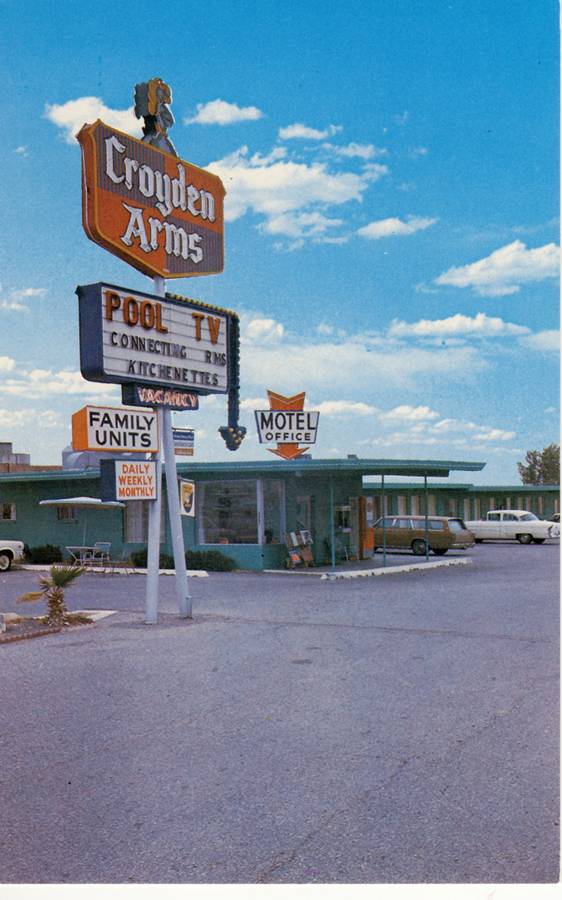 Croyden
Arms
POOL TV
CONNECTING RMS
KITCHENETTES
VACANCY
FAMILY
UNITS
MOTEL
OFFICE
DAILY
WEEKLY
MONTHLY